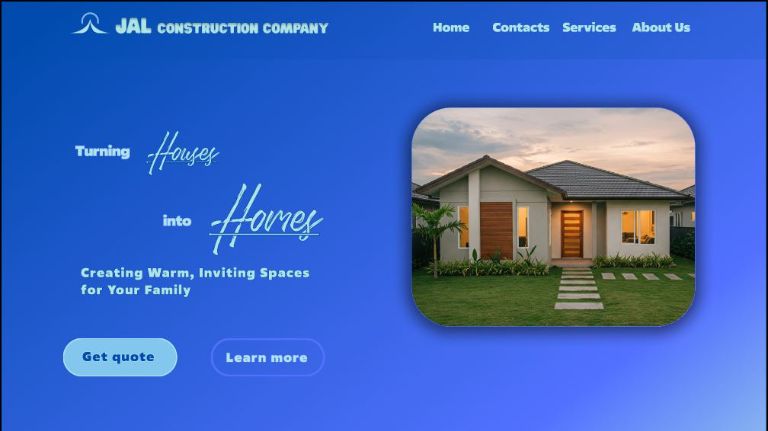 JAL CONSTRUCTION COMPANY
Home Contacts Services About Us
Turning Houses
into Homes
Creating Warm, Inviting Spaces
for Your Family
Get quote Learn more